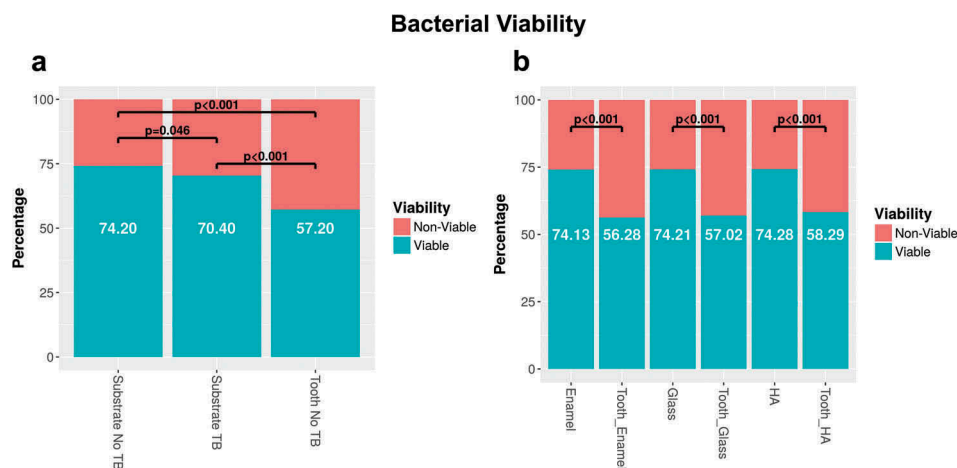 Bacterial Viability
a
Percentage
100
75
50
25
0
p<0.001
p=0.046
p<0.001
74.20
70.40
57.20
Substrate No TB
Substrate TB
Tooth No TB
Viability
Non-Viable
Viable
b
Percentage
100
75
50
25
0
p<0.001
p<0.001
p<0.001
74.13
56.28
74.21
57.02
74.28
58.29
Enamel
Tooth_Enamel
Glass
Tooth_Glass
HA
Tooth_HA
Viability
Non-Viable
Viable